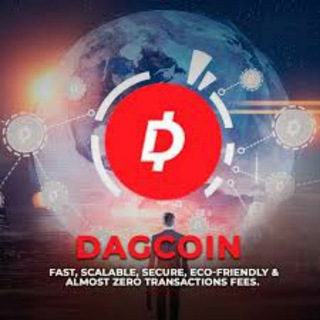 DAGCOIN
FAST, SCALABLE, SECURE, ECO-FRIENDLY &
ALMOST ZERO TRANSACTIONS FEES.